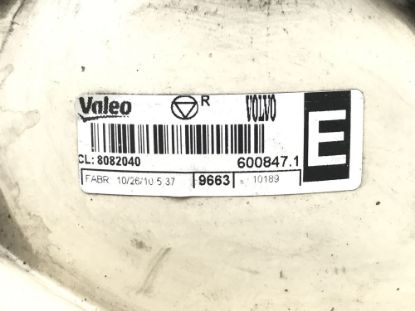 Valeo R VOLVO
E
CL: 8082040 600847.1
FABR 10/26/10 5:37 9663 10189